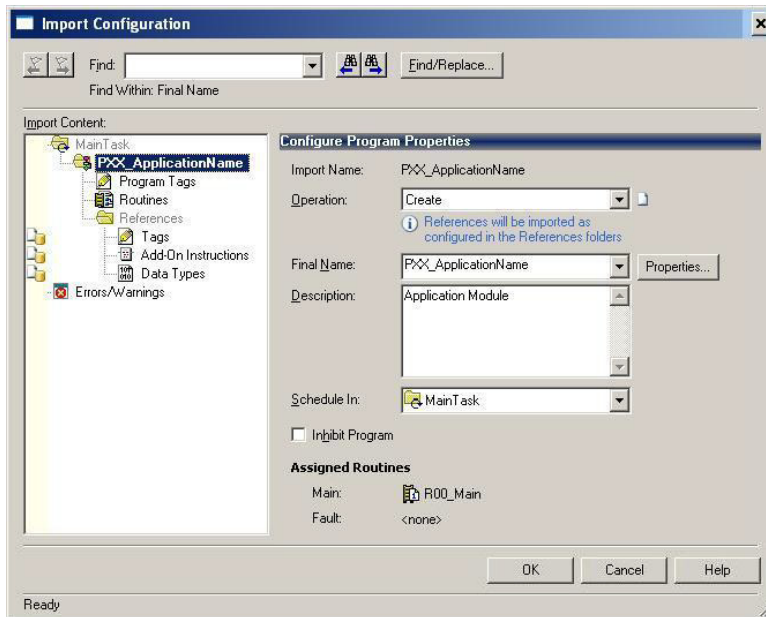 Import Configuration
Find:
Find/Replace...
Find Within: Final Name
Import Content:
MainTask
PXX_ApplicationName
Program Tags
Routines
References
Tags
Add-On Instructions
Data Types
Errors/Warnings
Configure Program Properties
Import Name: PXX_ApplicationName
Operation: Create
References will be imported as
configured in the References folders
Final Name: PXX_ApplicationName Properties...
Description: Application Module
Schedule In: MainTask
Inhibit Program
Assigned Routines
Main: R00_Main
Fault: <none>
OK Cancel Help
Ready